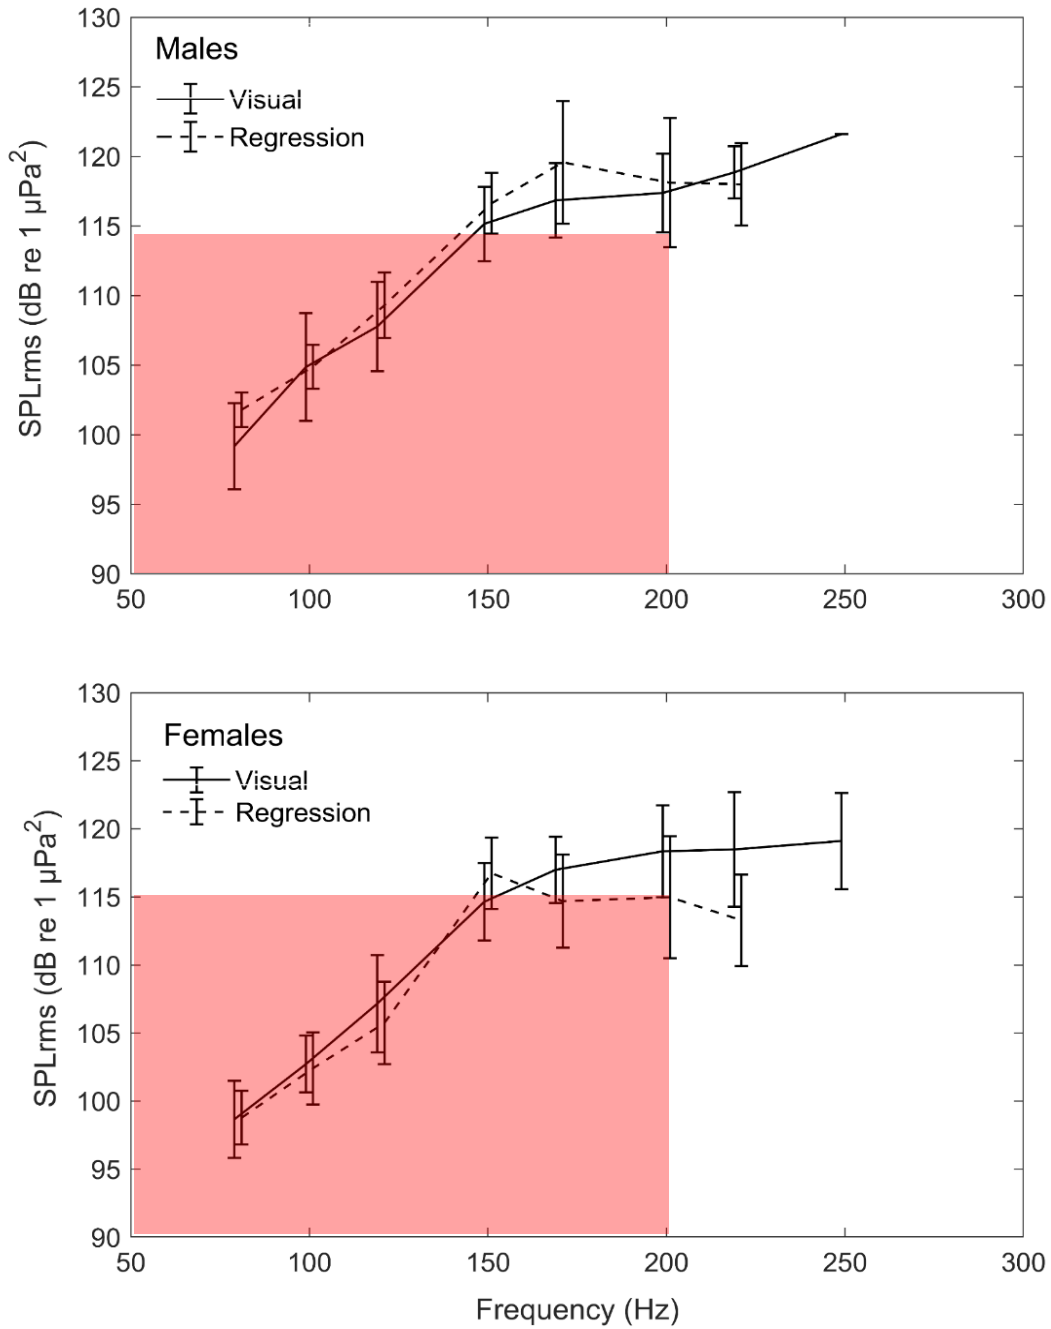 130
125
120
115
110
105
100
95
90
SPLrms (dB re 1 µPa²)
Males
Visual
Regression
50 100 150 200 250 300
130
125
120
115
110
105
100
95
90
SPLrms (dB re 1 µPa²)
Females
Visual
Regression
50 100 150 200 250 300
Frequency (Hz)